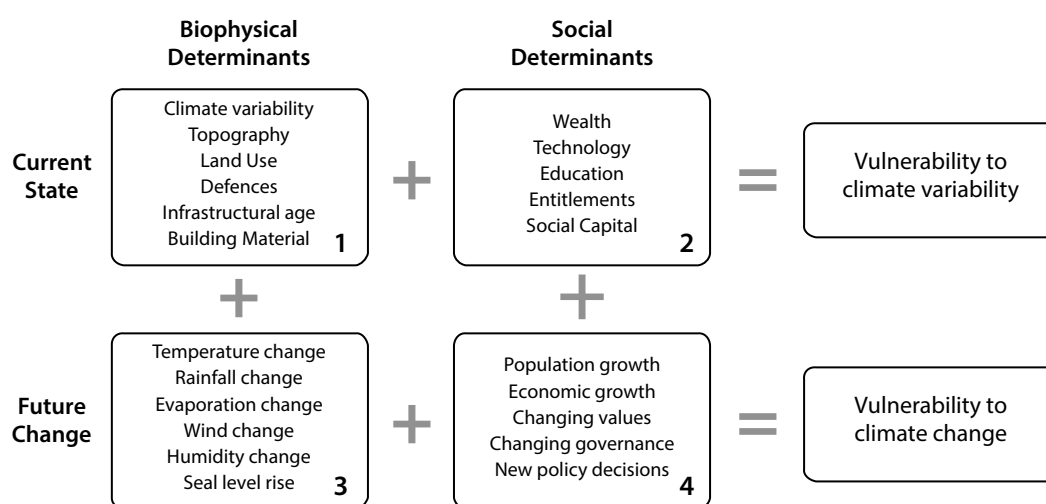 Biophysical
Determinants
Social
Determinants
Current
State
Climate variability
Topography
Land Use
Defences
Infrastructural age
Building Material
1
+
Wealth
Technology
Education
Entitlements
Social Capital
2
=
Vulnerability to
climate variability
+
+
Future
Change
Temperature change
Rainfall change
Evaporation change
Wind change
Humidity change
Seal level rise
3
+
Population growth
Economic growth
Changing values
Changing governance
New policy decisions
4
=
Vulnerability to
climate change